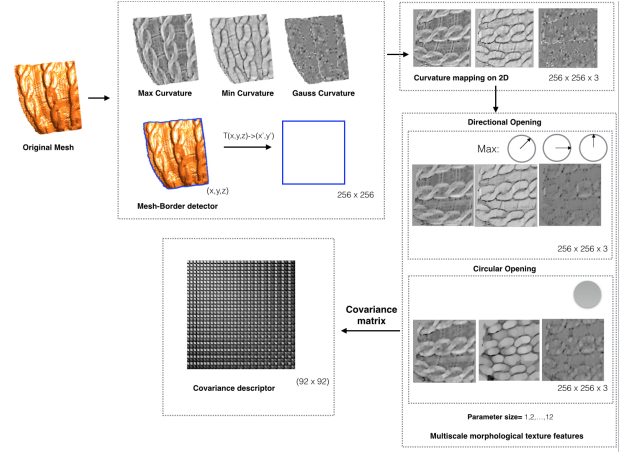 Original Mesh
Max Curvature
Min Curvature
Gauss Curvature
T(x,y,z)->(x',y')
(x,y,z)
256 x 256
Mesh-Border detector
Curvature mapping on 2D
256 x 256 x 3
Directional Opening
Max:
256 x 256 x 3
Circular Opening
256 x 256 x 3
Parameter size= 1,2,...,12
Multiscale morphological texture features
Covariance
matrix
(92 x 92)
Covariance descriptor